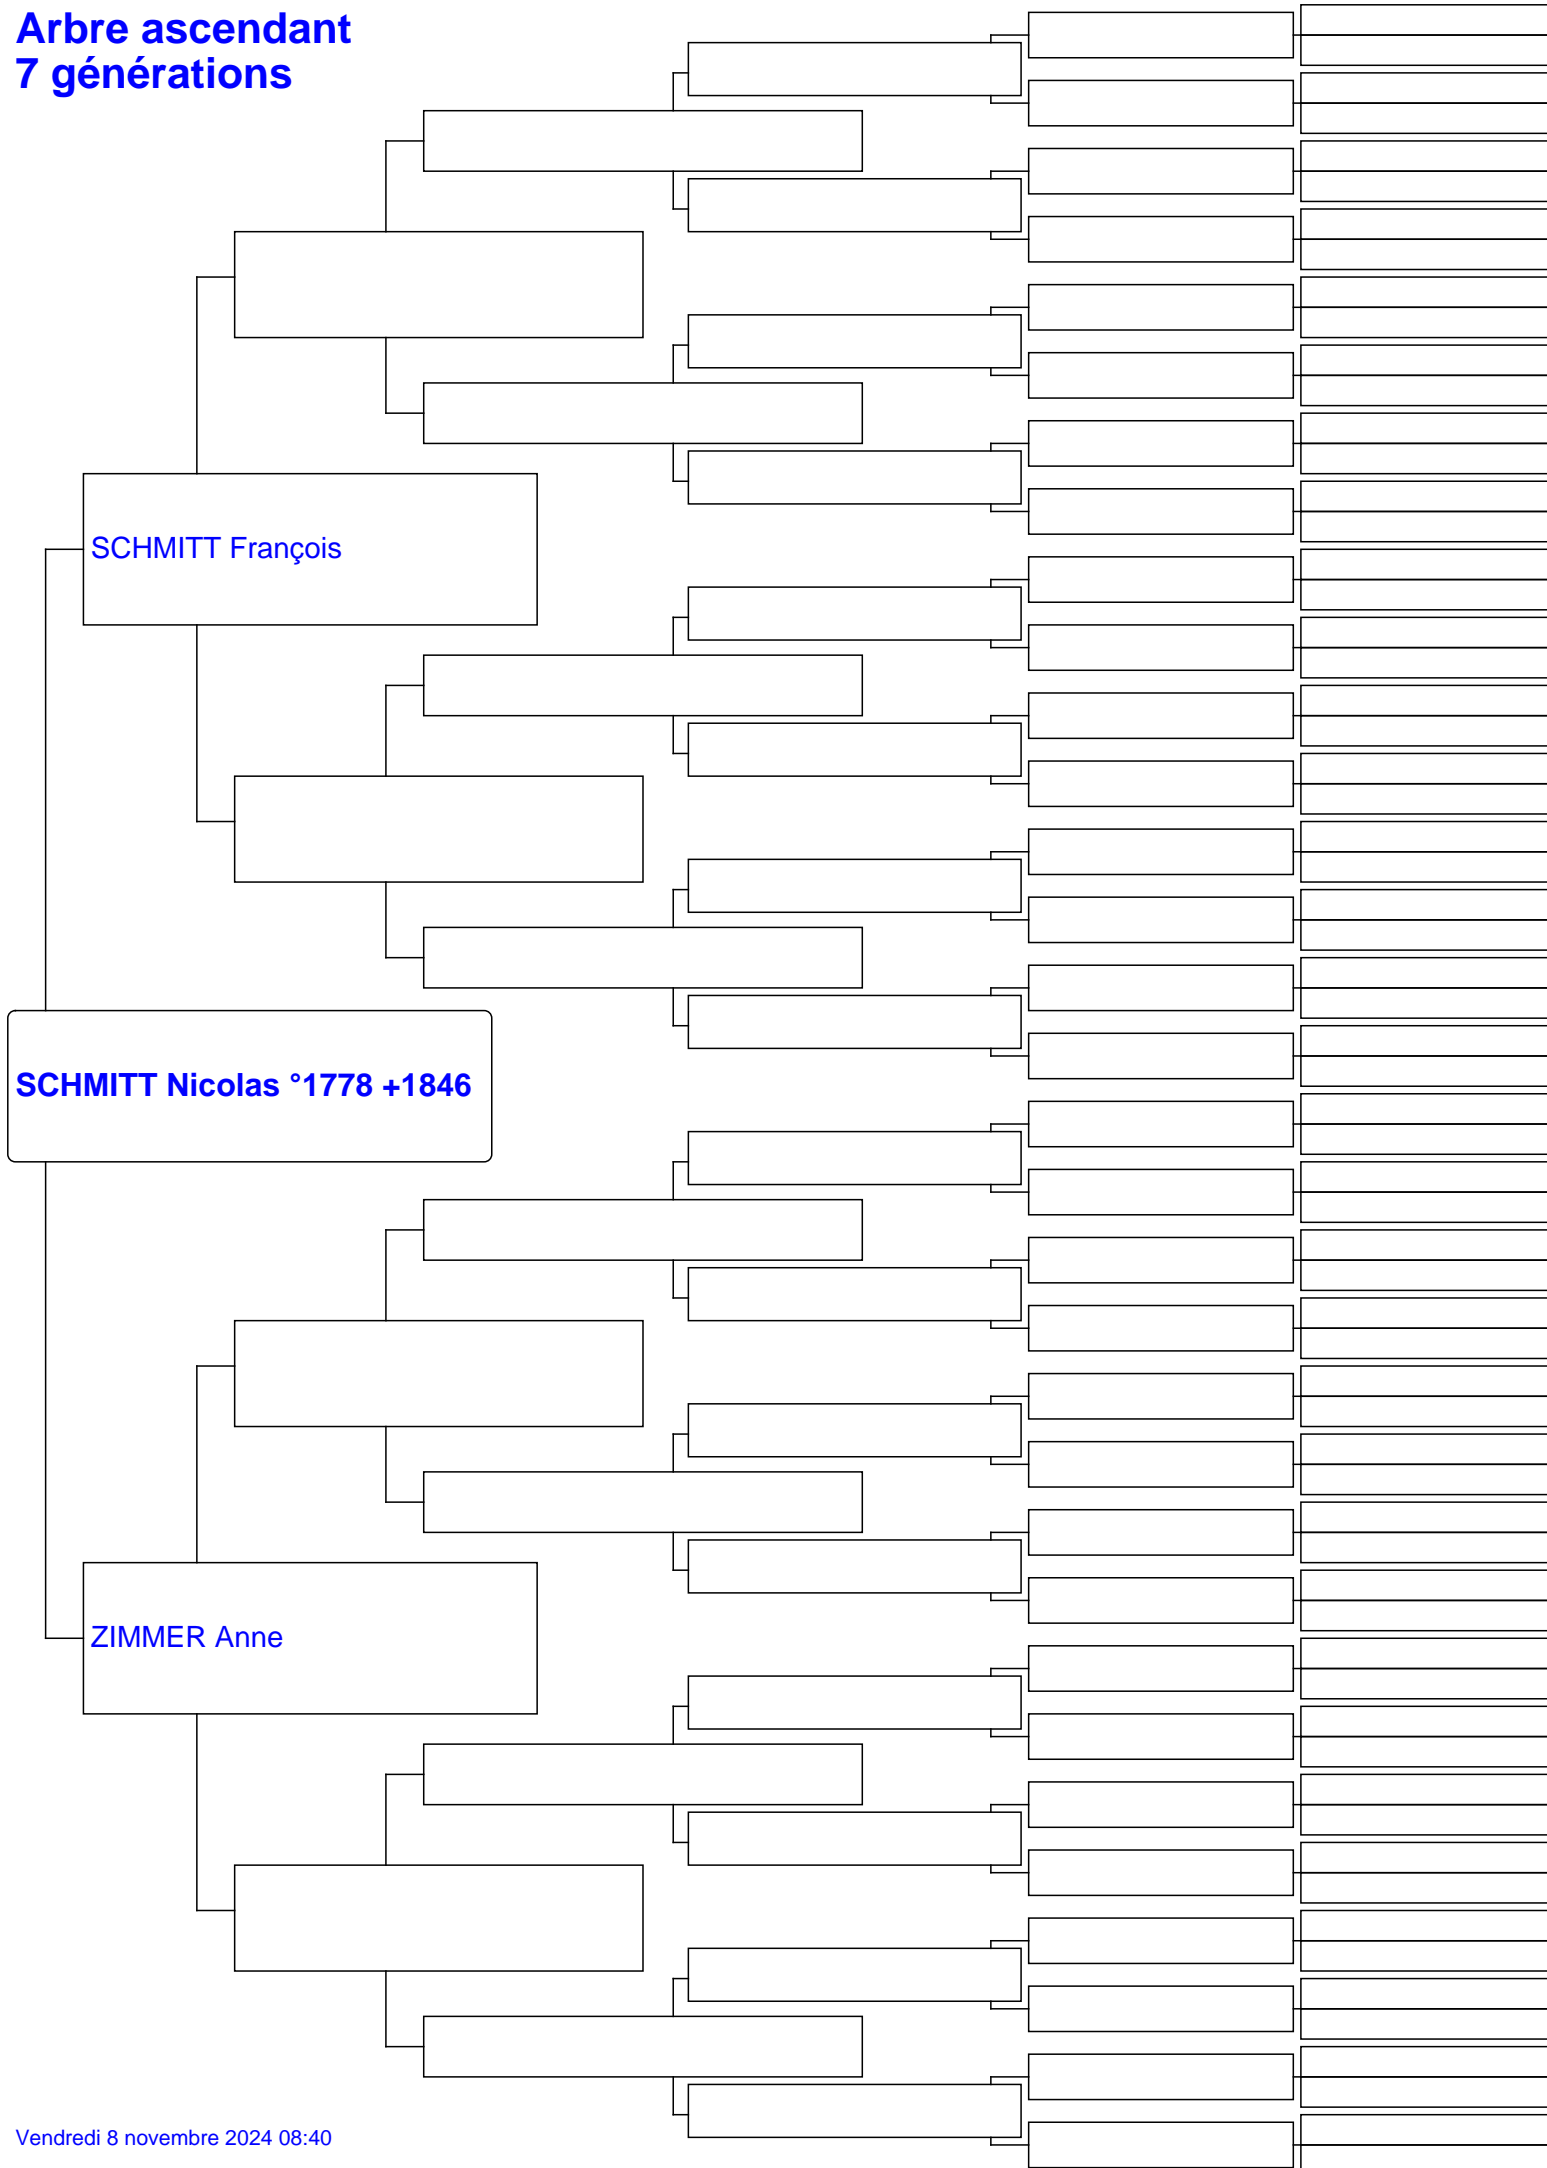 Arbre ascendant
7 générations
SCHMITT François
SCHMITT Nicolas °1778 +1846
ZIMMER Anne
Vendredi 8 novembre 2024 08:40